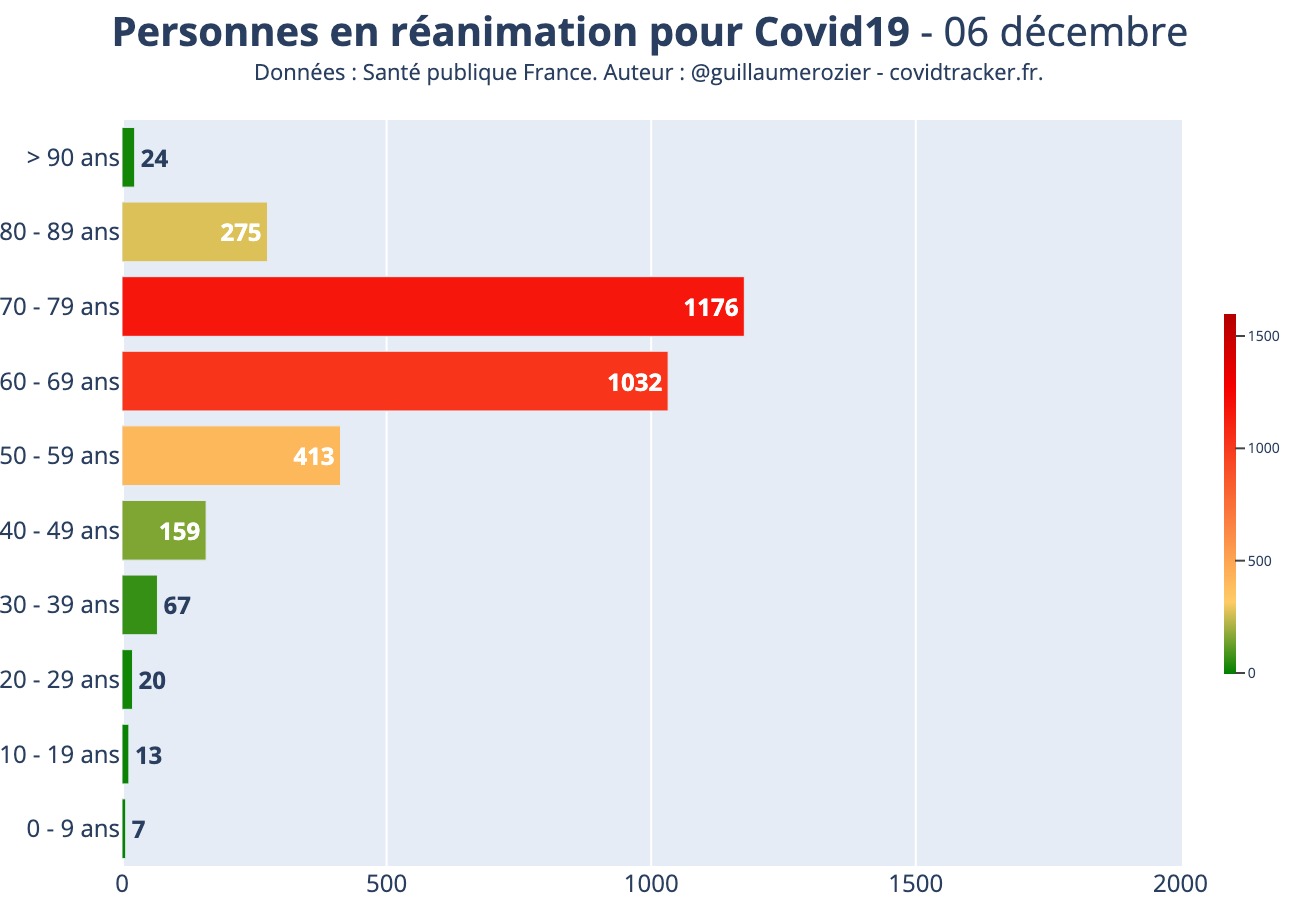 Personnes en réanimation pour Covid19 - 06 décembre
Données : Santé publique France. Auteur : @guillaumerozier - covidtracker.fr.
> 90 ans 24
80 - 89 ans 275
70 - 79 ans 1176
60 - 69 ans 1032
50 - 59 ans 413
40 - 49 ans 159
30 - 39 ans 67
20 - 29 ans 20
10 - 19 ans 13
0 - 9 ans 7
0 500 1000 1500 2000
1500
1000
500
0